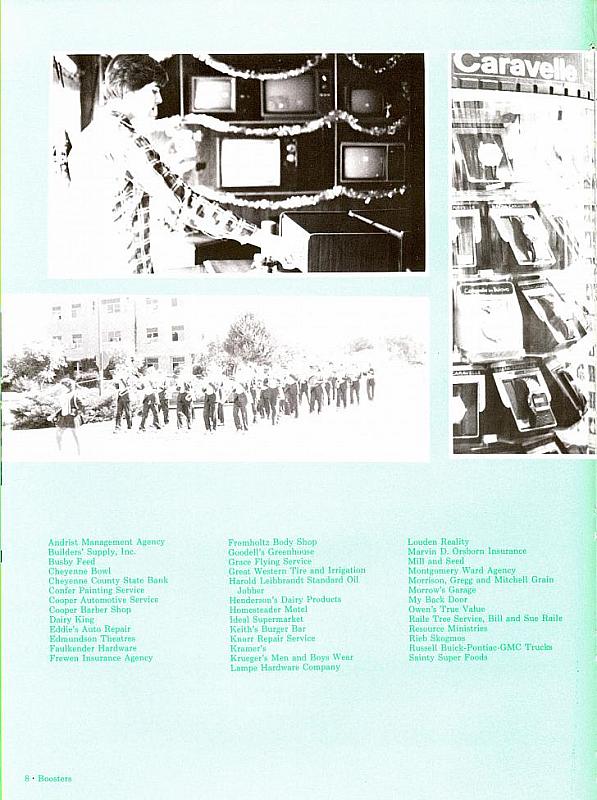 Caravelle
Andrist Management Agency
Builders' Supply, Inc.
Busby Feed
Cheyenne Bowl
Cheyenne County State Bank
Confer Painting Service
Cooper Automotive Service
Cooper Barber Shop
Dairy King
Eddie's Auto Repair
Edmundson Theatres
Faulkender Hardware
Frewen Insurance Agency
Fromholtz Body Shop
Goodell's Greenhouse
Grace Flying Service
Great Western Tire and Irrigation
Harold Leibbrandt Standard Oil
Jobber
Henderson's Dairy Products
Homesteader Motel
Ideal Supermarket
Keith's Burger Bar
Knarr Repair Service
Kramer's
Krueger's Men and Boys Wear
Lampe Hardware Company
Louden Reality
Marvin D. Orsborn Insurance
Mill and Seed
Montgomery Ward Agency
Morrison, Gregg and Mitchell Grain
Morrow's Garage
My Back Door
Owen's True Value
Raile Tree Service, Bill and Sue Raile
Resource Ministries
Rich Skogmos
Russell Buick-Pontiac-GMC Trucks
Sainty Super Foods
8 • Boosters